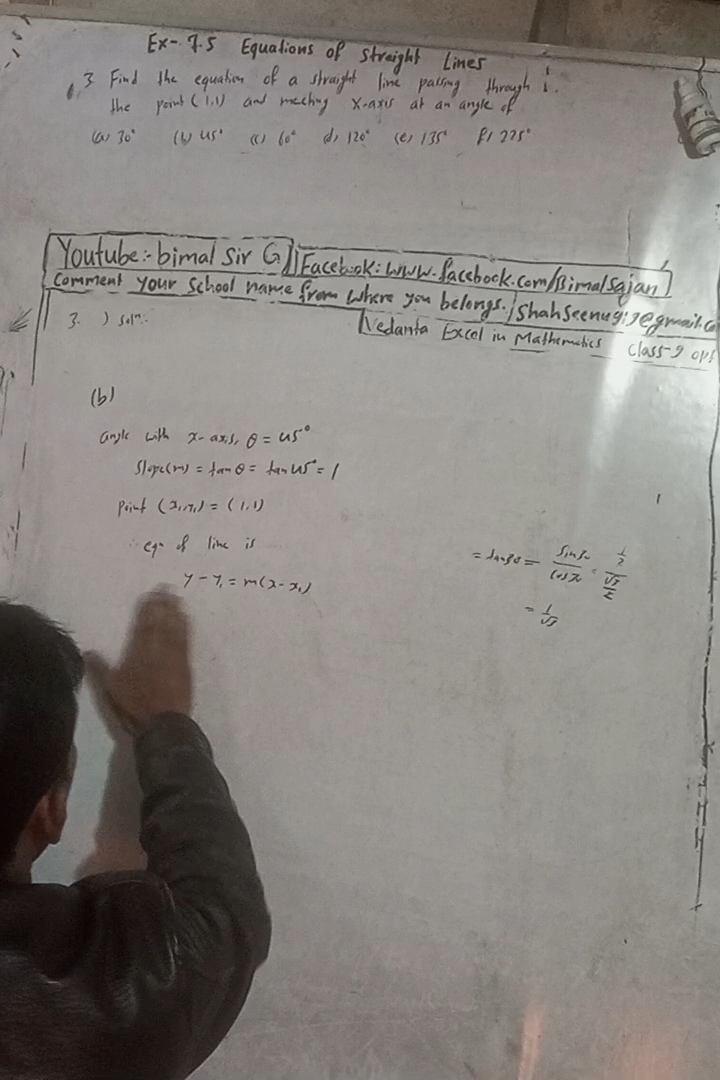 Ex- 7.5 Equations of Straight Lines
3 Find the equation of a straight line passing through
the point (1,1) and meeting X-axis at an angle of
(a) 30° (b) 45° (c) 60° d) 120° (e) 135° f) 225°
Youtube:- bimal Sir G Facebook: www.facebook.com/BimalSajan
Comment your School name from where you belongs.
3. ) Solⁿ:
Vedanta Excel in Mathematics Class-9 opt
(b)
angle with x-axis, θ = 45°
Slope(m) = tan θ = tan 45° = 1
Point (x₁,y₁) = (1,1)
∴ eqⁿ of line is
y - y₁ = m(x - x₁)
= tan30 = 
= 1/√3